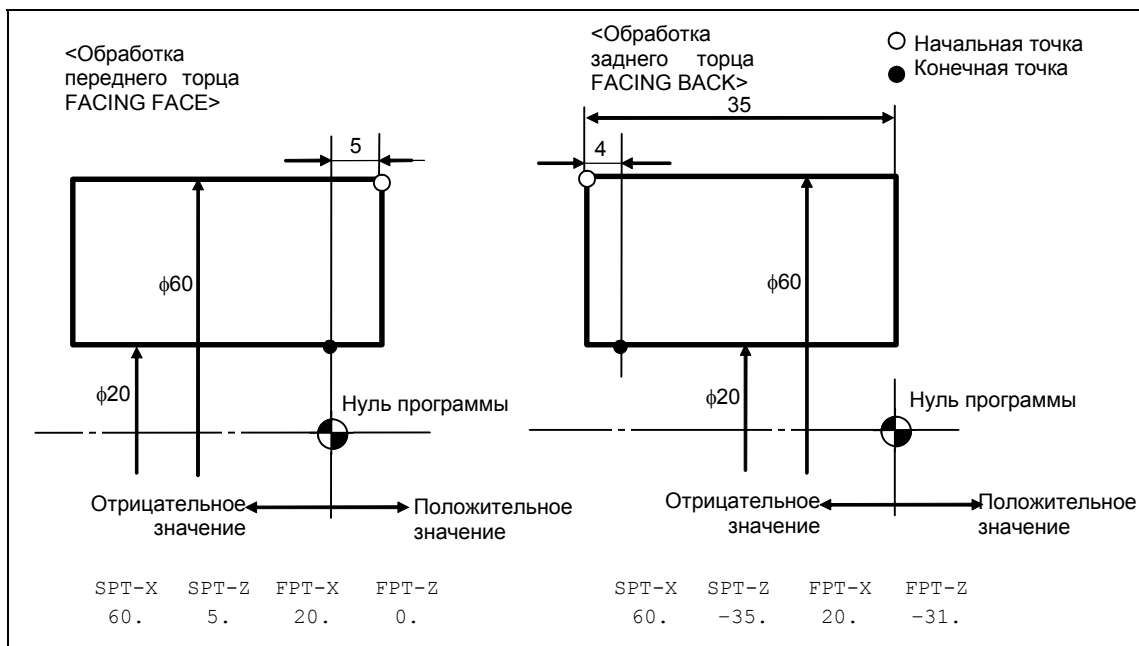 <Обработка
переднего торца
FACING FACE>
5
ϕ60
ϕ20
Нуль программы
Отрицательное
значение
Положительное
значение
SPT-X SPT-Z FPT-X FPT-Z
60. 5. 20. 0.
<Обработка
заднего торца
FACING BACK>
Начальная точка
Конечная точка
35
4
ϕ60
ϕ20
Нуль программы
Отрицательное
значение
Положительное
значение
SPT-X SPT-Z FPT-X FPT-Z
60. −35. 20. −31.